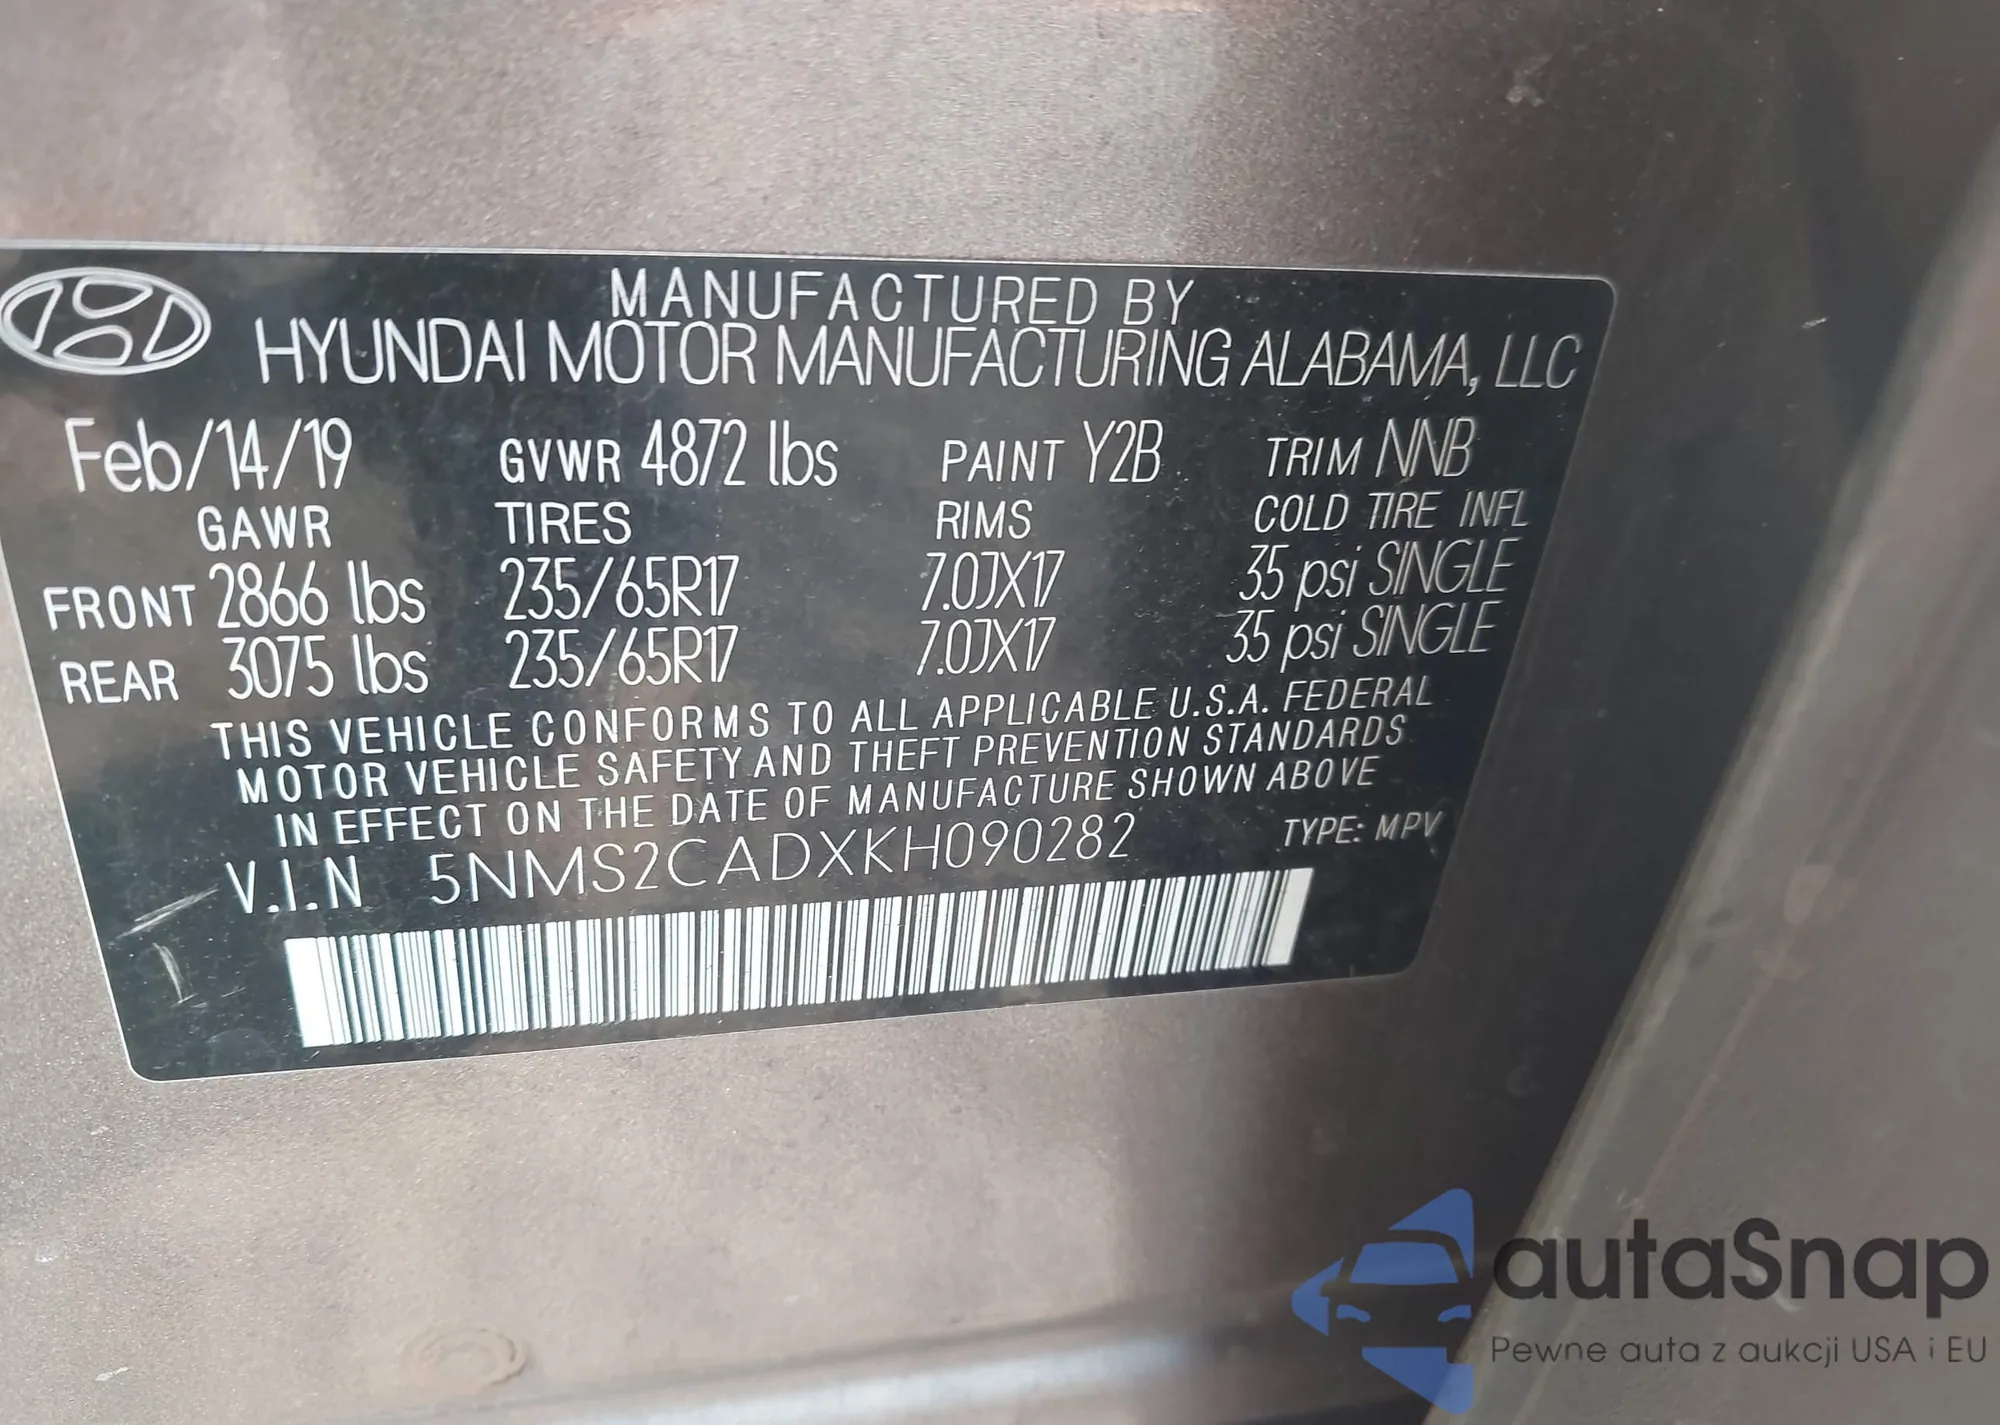 MANUFACTURED BY
HYUNDAI MOTOR MANUFACTURING ALABAMA, LLC
Feb/14/19 GVWR 4872 lbs PAINT Y2B TRIM NNB
GAWR TIRES RIMS COLD TIRE INFL
FRONT 2866 lbs 235/65R17 7.0JX17 35 psi SINGLE
REAR 3075 lbs 235/65R17 7.0JX17 35 psi SINGLE
THIS VEHICLE CONFORMS TO ALL APPLICABLE U.S.A. FEDERAL
MOTOR VEHICLE SAFETY AND THEFT PREVENTION STANDARDS
IN EFFECT ON THE DATE OF MANUFACTURE SHOWN ABOVE
V.I.N 5NMS2CADXKH090282 TYPE: MPV
autaSnap
Pewne auta z aukcji USA i EU